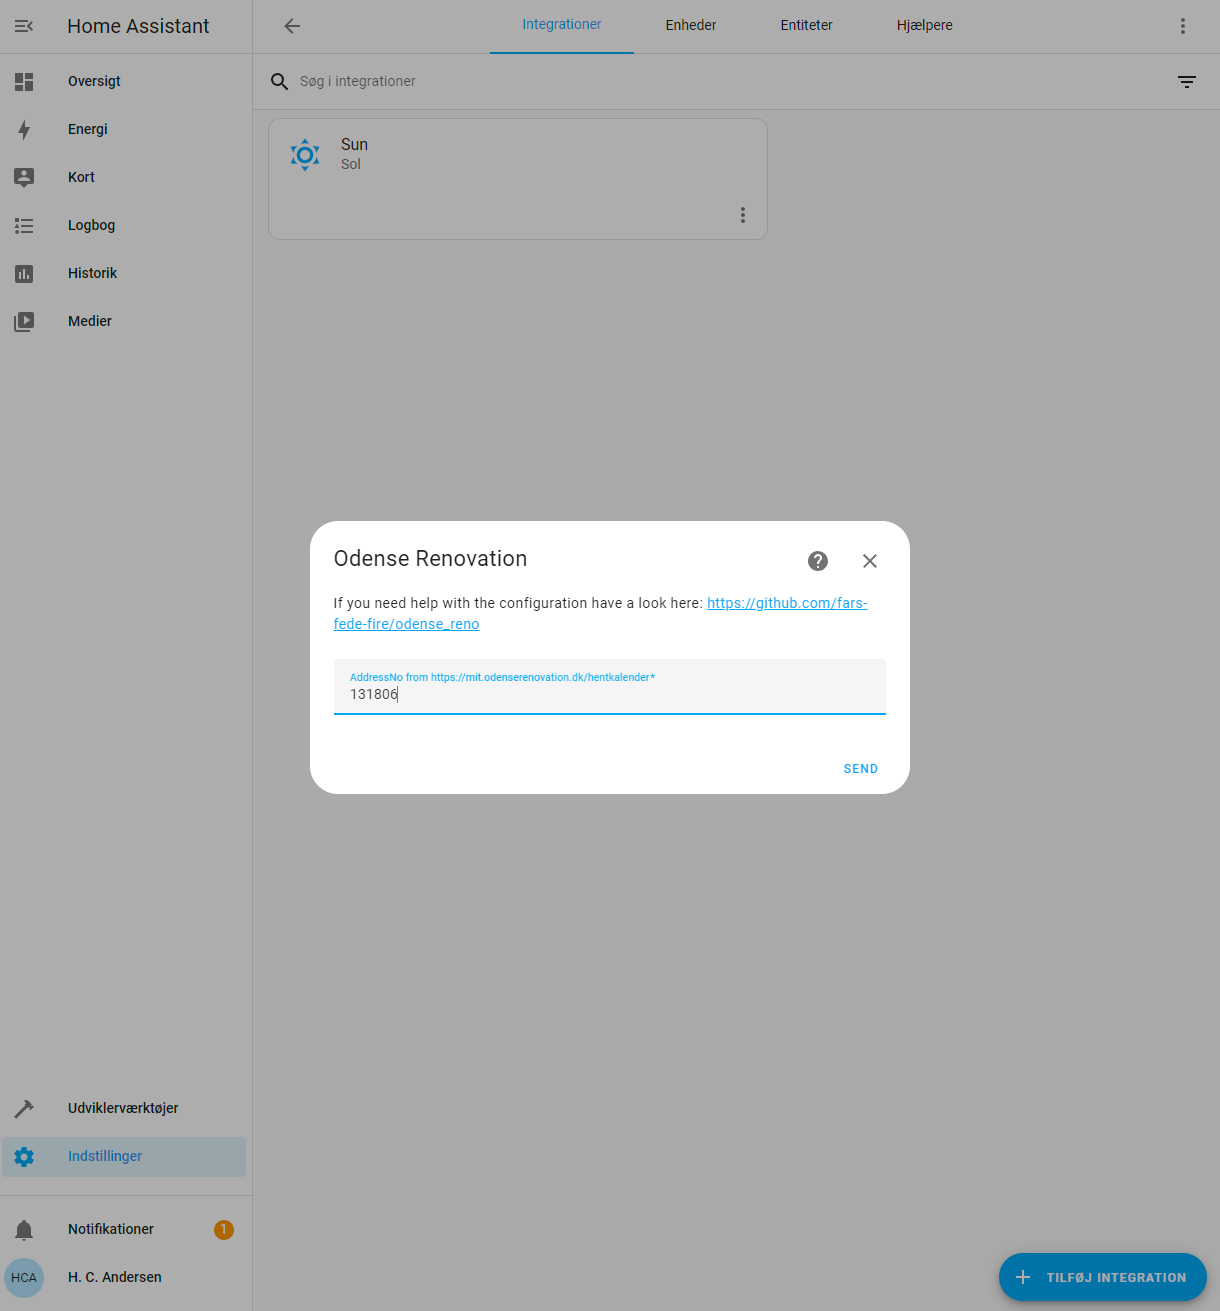 Home Assistant
Integrationer
Enheder
Entiteter
Hjælpere
Oversigt
Energi
Kort
Logbog
Historik
Medier
Søg i integrationer
Sun
Sol
Odense Renovation
If you need help with the configuration have a look here: https://github.com/fars-
fede-fire/odense_reno
AddressNo from https://mit.odenserenovation.dk/hentkalender*
131806
SEND
Udviklerværktøjer
Indstillinger
Notifikationer
1
HCA
H. C. Andersen
TILFØJ INTEGRATION